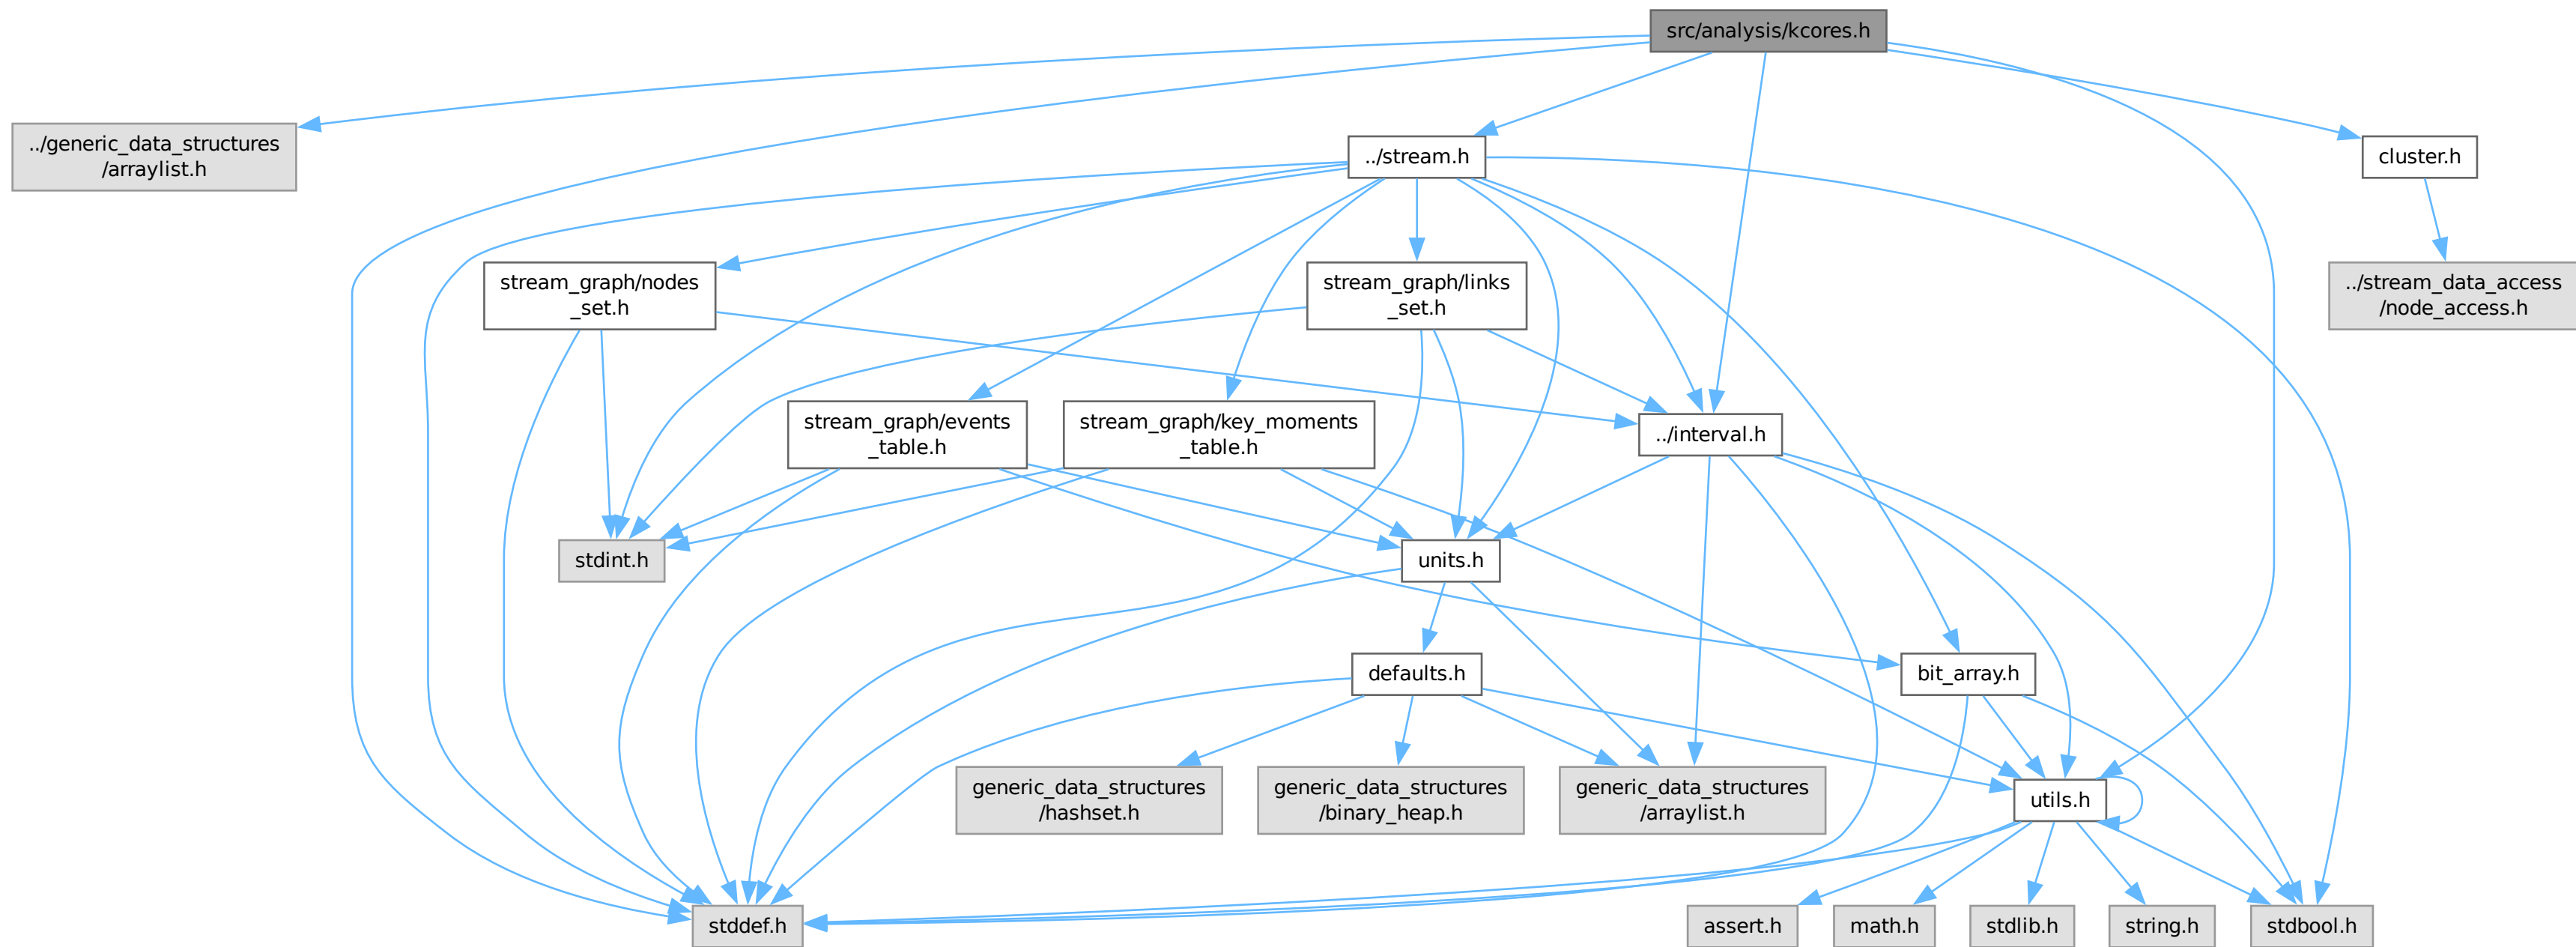 src/analysis/kcores.h
../generic_data_structures
/arraylist.h
../stream.h
cluster.h
stream_graph/nodes
_set.h
stream_graph/links
_set.h
../stream_data_access
/node_access.h
stream_graph/events
_table.h
stream_graph/key_moments
_table.h
../interval.h
stdint.h
units.h
defaults.h
bit_array.h
generic_data_structures
/hashset.h
generic_data_structures
/binary_heap.h
generic_data_structures
/arraylist.h
utils.h
stddef.h
assert.h
math.h
stdlib.h
string.h
stdbool.h